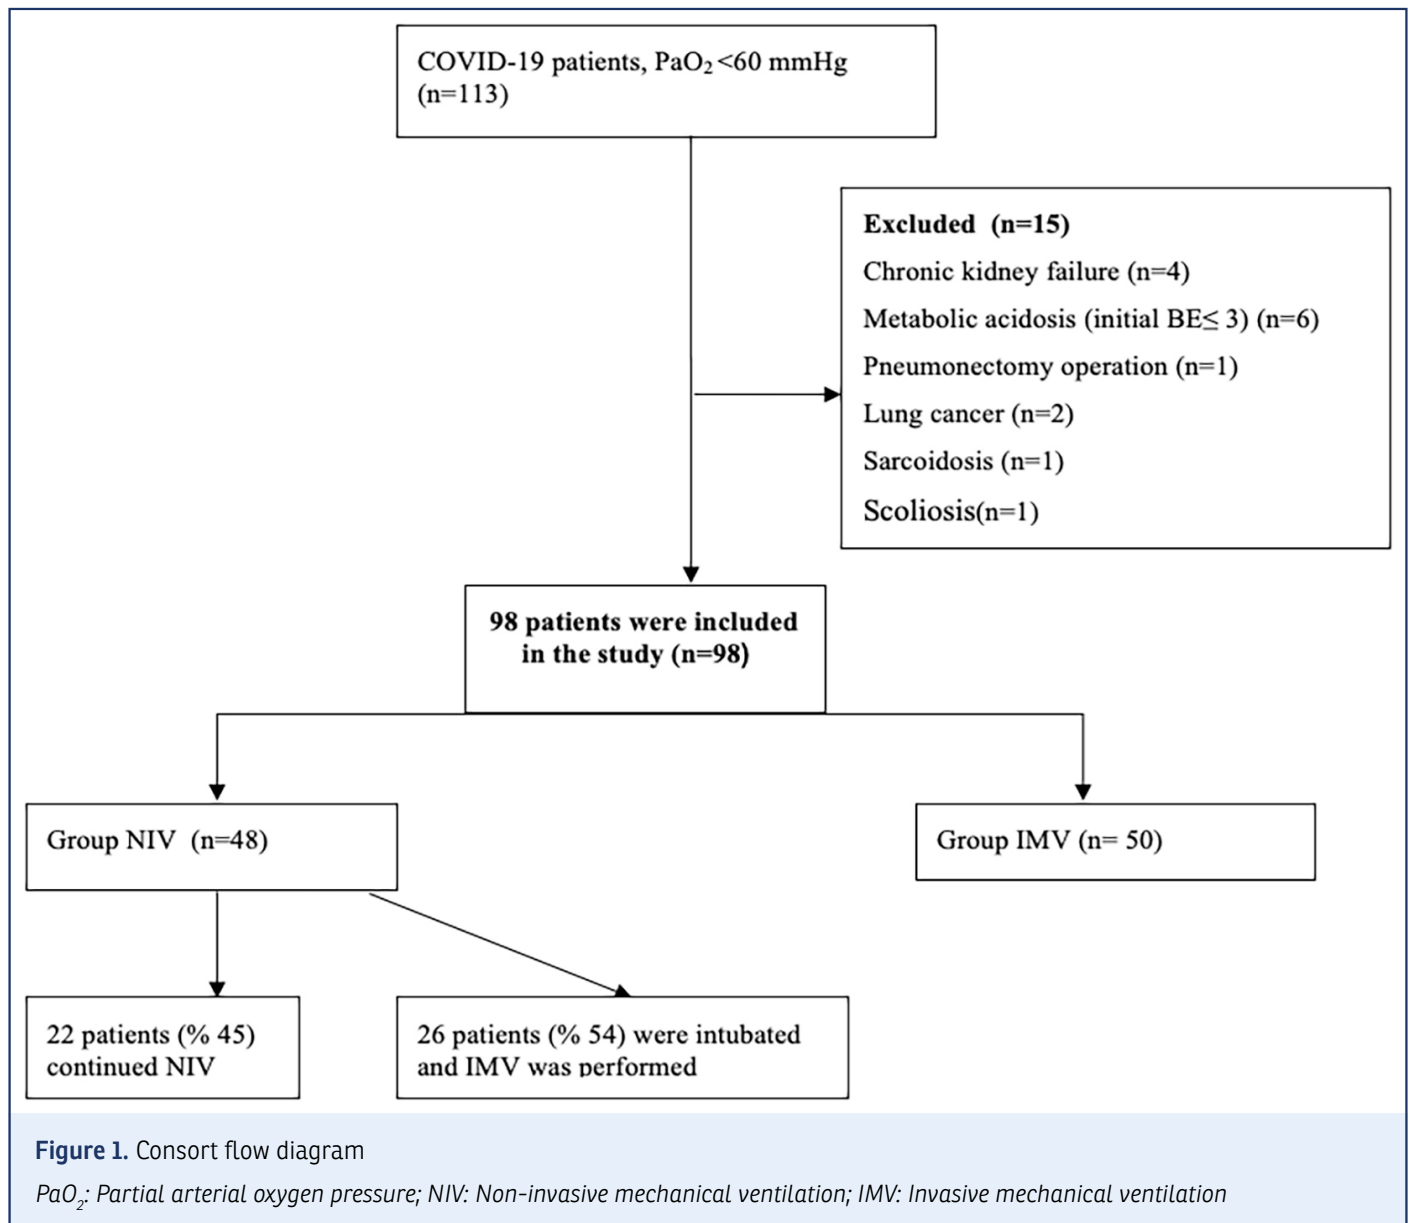 COVID-19 patients, PaO₂ <60 mmHg
(n=113)
Excluded (n=15)
Chronic kidney failure (n=4)
Metabolic acidosis (initial BE≤ 3) (n=6)
Pneumonectomy operation (n=1)
Lung cancer (n=2)
Sarcoidosis (n=1)
Scoliosis(n=1)
98 patients were included
in the study (n=98)
Group NIV (n=48)
Group IMV (n= 50)
22 patients (% 45)
continued NIV
26 patients (% 54) were intubated
and IMV was performed
Figure 1. Consort flow diagram
PaO₂: Partial arterial oxygen pressure; NIV: Non-invasive mechanical ventilation; IMV: Invasive mechanical ventilation